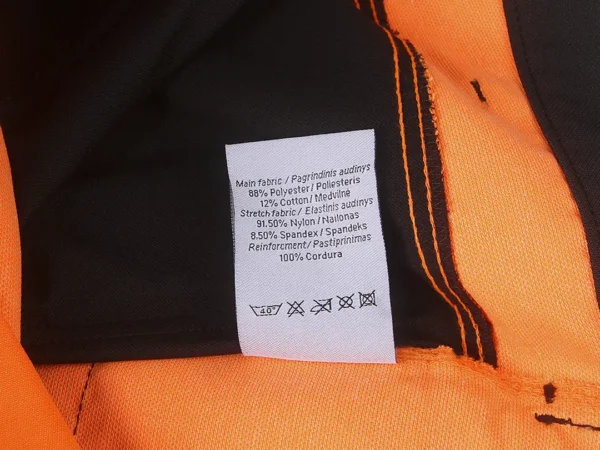 Main fabric / Pagrindinis audinys
88% Polyester / Poliesteris
12% Cotton / Medvilnė
Stretch fabric / Elastinis audinys
91.50% Nylon / Nailonas
8.50% Spandex / Spandeks
Reinforcment / Pastiprinimas
100% Cordura
40°